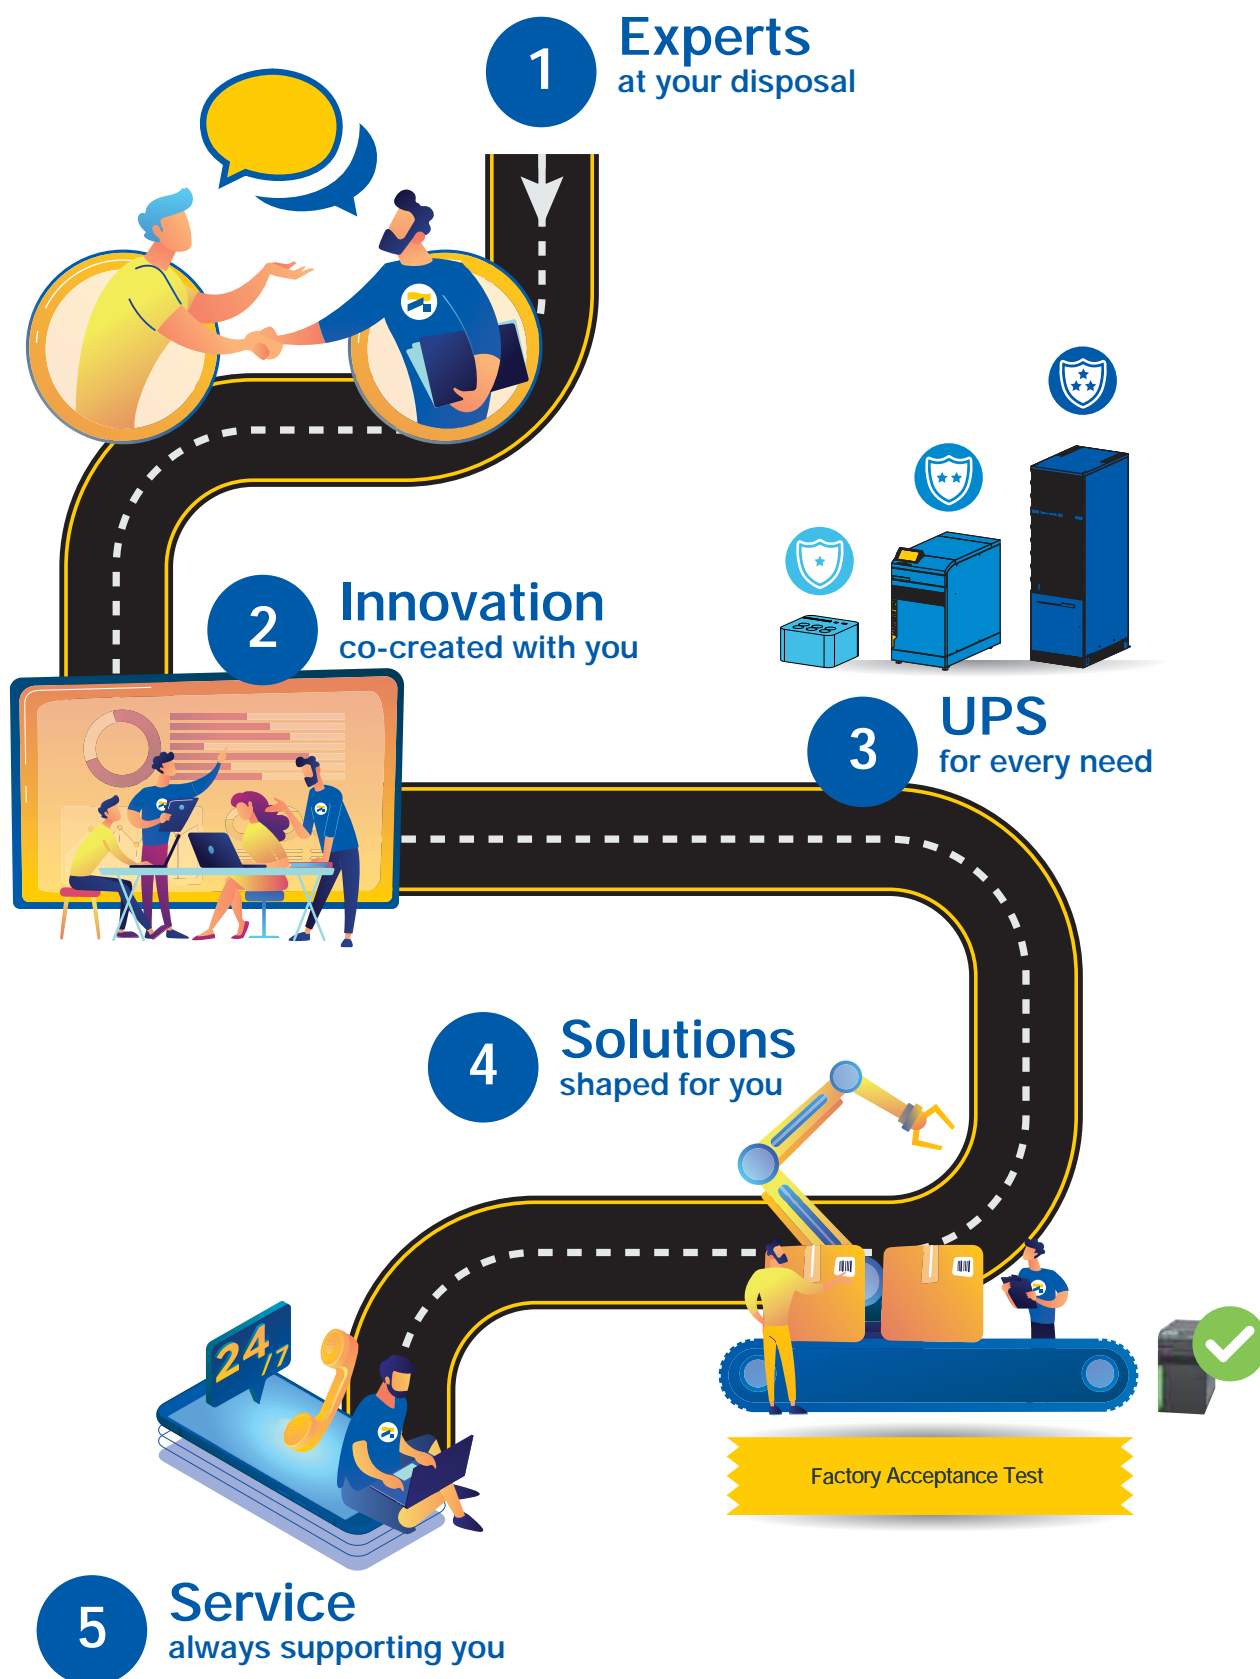 1
Experts
at your disposal
2
Innovation
co-created with you
3
UPS
for every need
4
Solutions
shaped for you
24/7
Factory Acceptance Test
5
Service
always supporting you